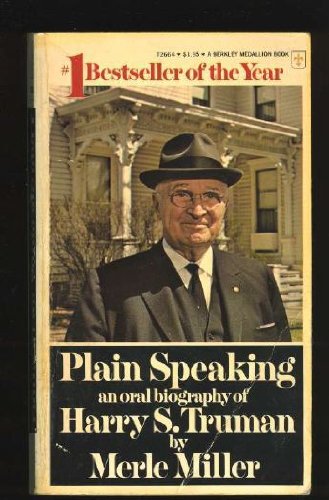 T2664 • $1.95 • A BERKLEY MEDALLION BOOK
#1 Bestseller of the Year
Plain Speaking
an oral biography of
Harry S. Truman
by
Merle Miller